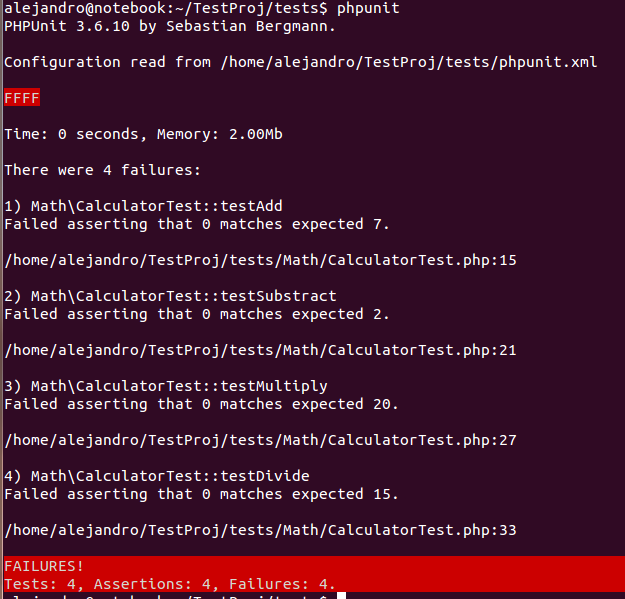 alejandro@notebook:~/TestProj/tests$ phpunit
PHPUnit 3.6.10 by Sebastian Bergmann.
Configuration read from /home/alejandro/TestProj/tests/phpunit.xml
FFFF
Time: 0 seconds, Memory: 2.00Mb
There were 4 failures:
1) Math\CalculatorTest::testAdd
Failed asserting that 0 matches expected 7.
/home/alejandro/TestProj/tests/Math/CalculatorTest.php:15
2) Math\CalculatorTest::testSubstract
Failed asserting that 0 matches expected 2.
/home/alejandro/TestProj/tests/Math/CalculatorTest.php:21
3) Math\CalculatorTest::testMultiply
Failed asserting that 0 matches expected 20.
/home/alejandro/TestProj/tests/Math/CalculatorTest.php:27
4) Math\CalculatorTest::testDivide
Failed asserting that 0 matches expected 15.
/home/alejandro/TestProj/tests/Math/CalculatorTest.php:33
FAILURES!
Tests: 4, Assertions: 4, Failures: 4.
alejandro@notebook:~/TestProj/tests$